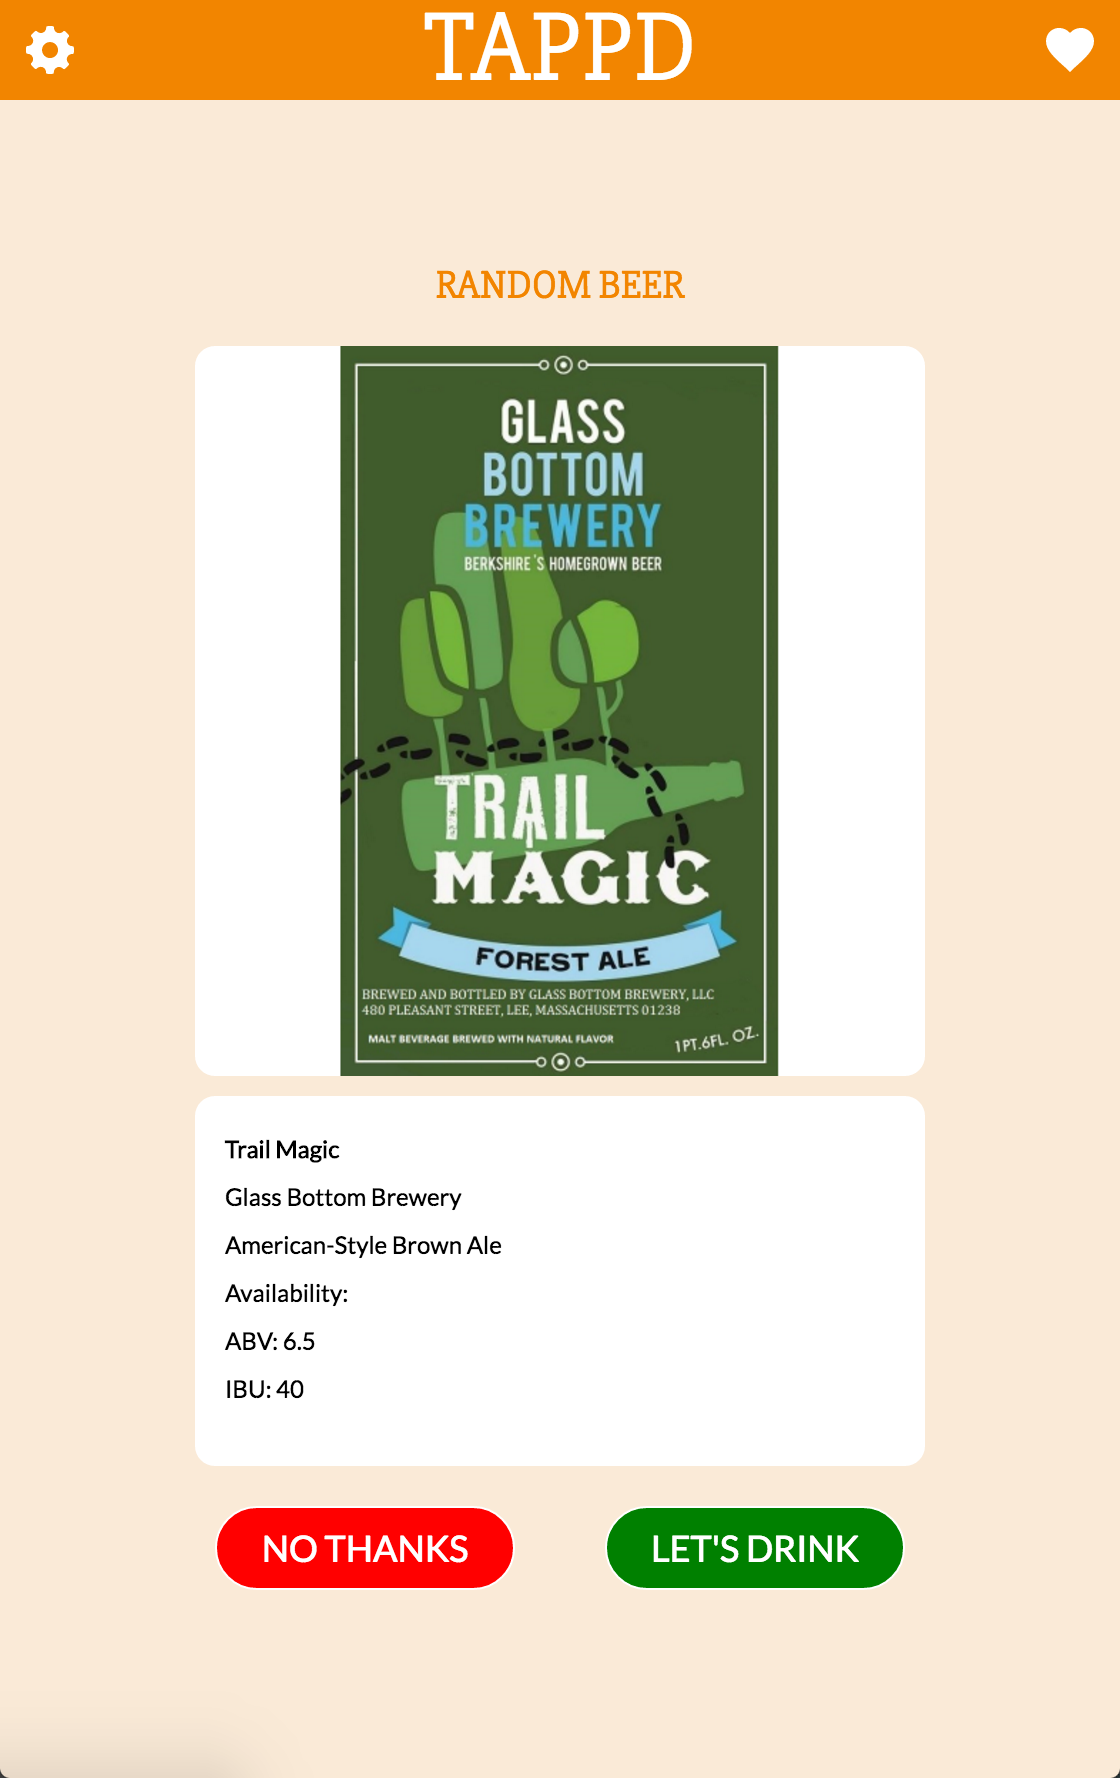 TAPPD
RANDOM BEER
GLASS
BOTTOM
BREWERY
BERKSHIRE'S HOMEGROWN BEER
TRAIL
MAGIC
FOREST ALE
BREWED AND BOTTLED BY GLASS BOTTOM BREWERY, LLC
480 PLEASANT STREET, LEE, MASSACHUSETTS 01238
MALT BEVERAGE BREWED WITH NATURAL FLAVOR
1PT.6FL. OZ.
Trail Magic
Glass Bottom Brewery
American-Style Brown Ale
Availability:
ABV: 6.5
IBU: 40
NO THANKS
LET'S DRINK